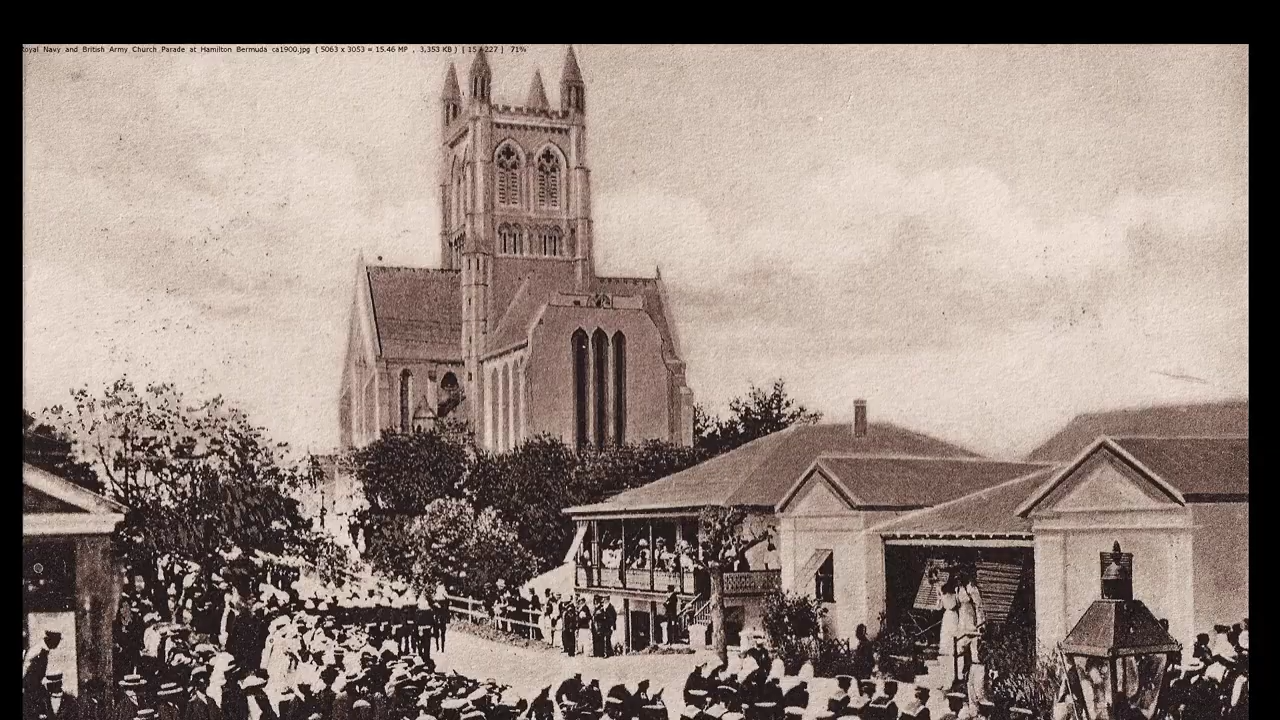 oyal Navy and British Army Church Parade at Hamilton Bermuda ca1900.jpg ( 5063 x 3053 = 15.46 MP , 3,353 KB ) [ 15 / 227 ] 71%